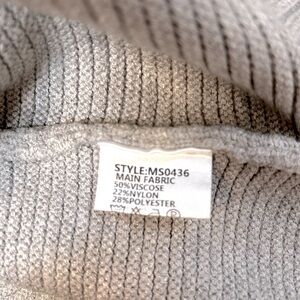 STYLE:MS0436
MAIN FABRIC
50%VISCOSE
22%NYLON
28%POLYESTER